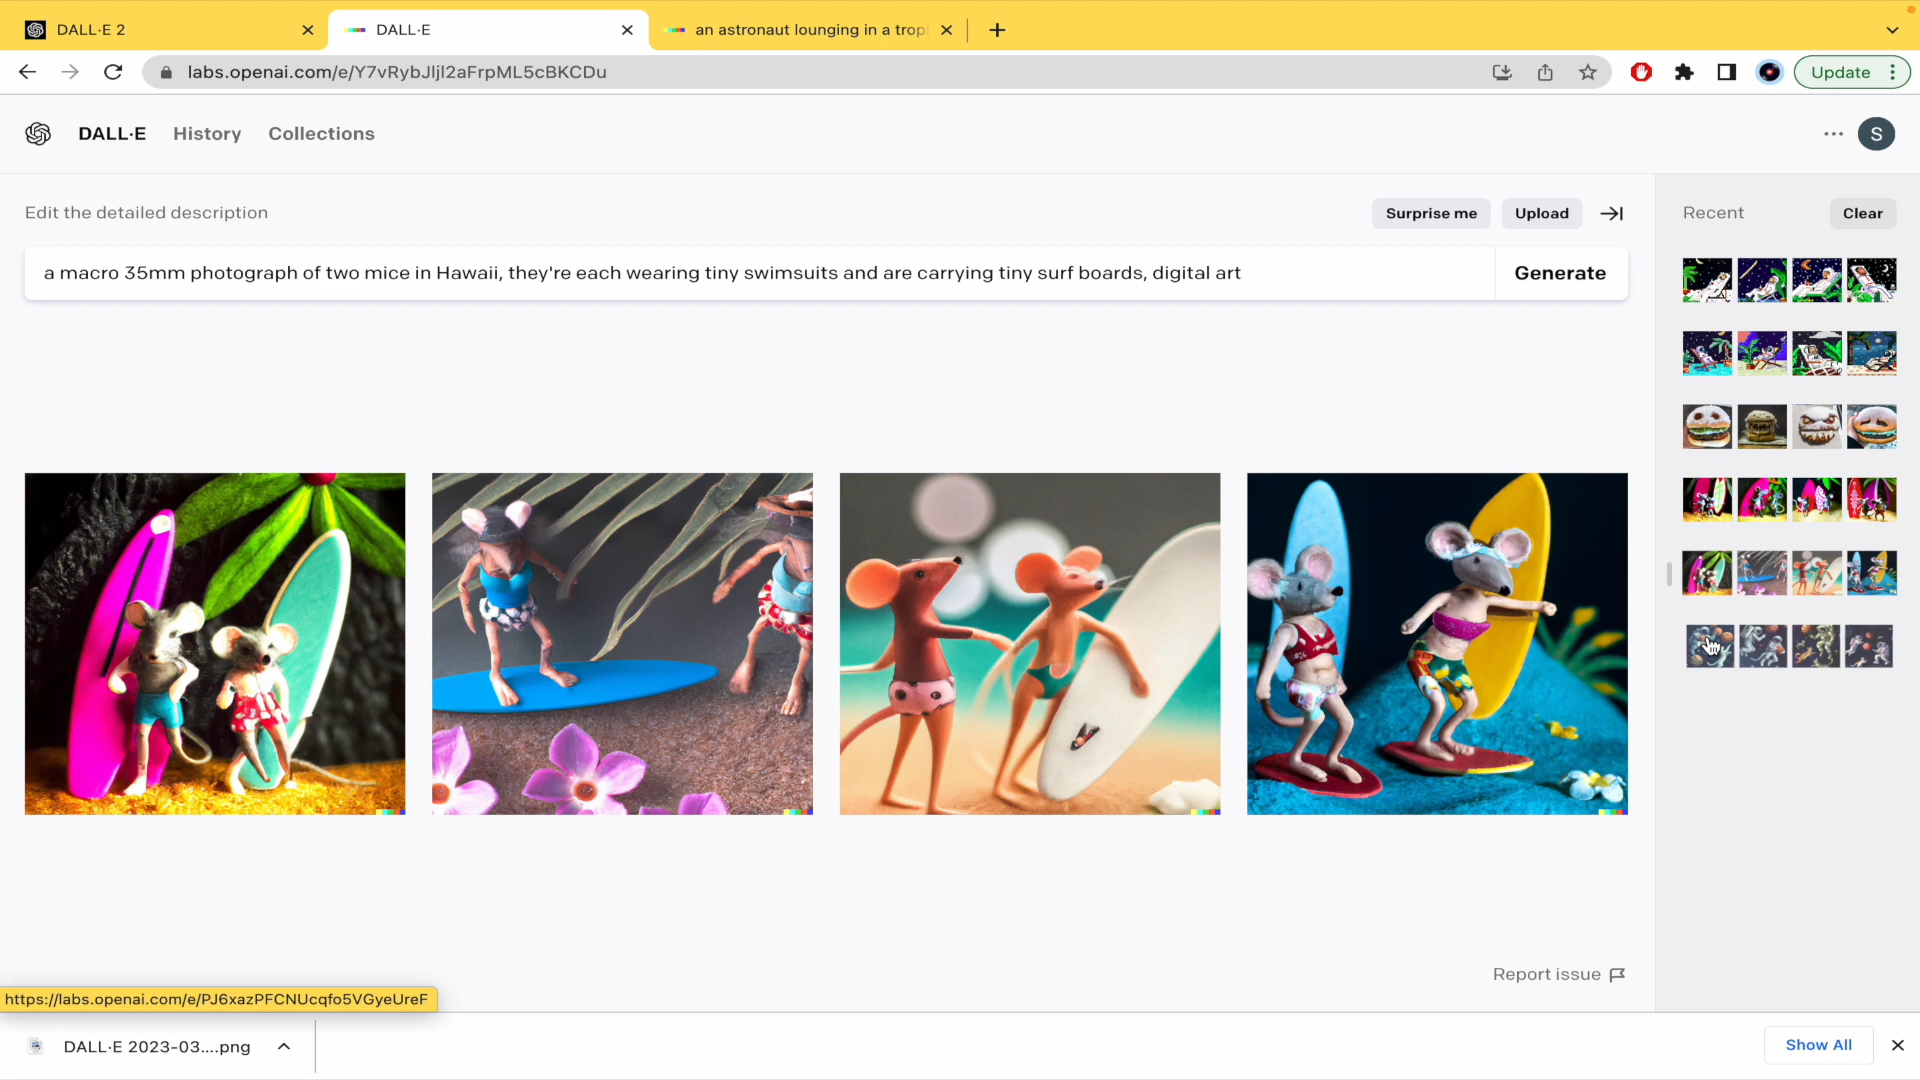 DALL·E 2
DALL·E
an astronaut lounging in a trop
labs.openai.com/e/Y7vRybJljl2aFrpML5cBKCDu
Update
DALL·E
History
Collections
S
Edit the detailed description
Surprise me
Upload
Recent
Clear
a macro 35mm photograph of two mice in Hawaii, they're each wearing tiny swimsuits and are carrying tiny surf boards, digital art
Generate
Report issue
https://labs.openai.com/e/PJ6xazPFCNUcqfo5VGyeUreF
DALL·E 2023-03....png
Show All